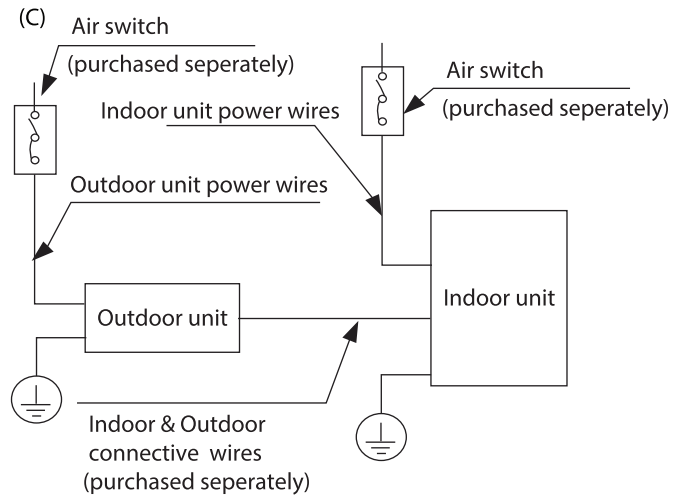 (C)
Air switch
(purchased seperately)
Air switch
(purchased seperately)
Indoor unit power wires
Outdoor unit power wires
Indoor unit
Outdoor unit
Indoor & Outdoor
connective wires
(purchased seperately)